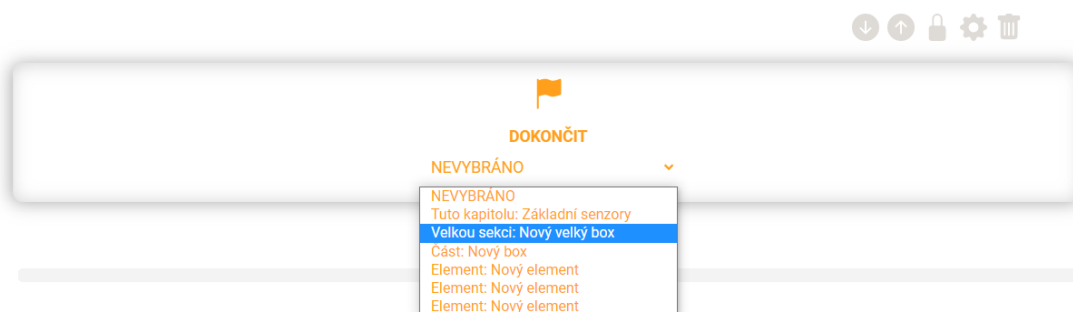 DOKONČIT
NEVYBRÁNO
NEVYBRÁNO
Tuto kapitolu: Základní senzory
Velkou sekci: Nový velký box
Část: Nový box
Element: Nový element
Element: Nový element
Element: Nový element